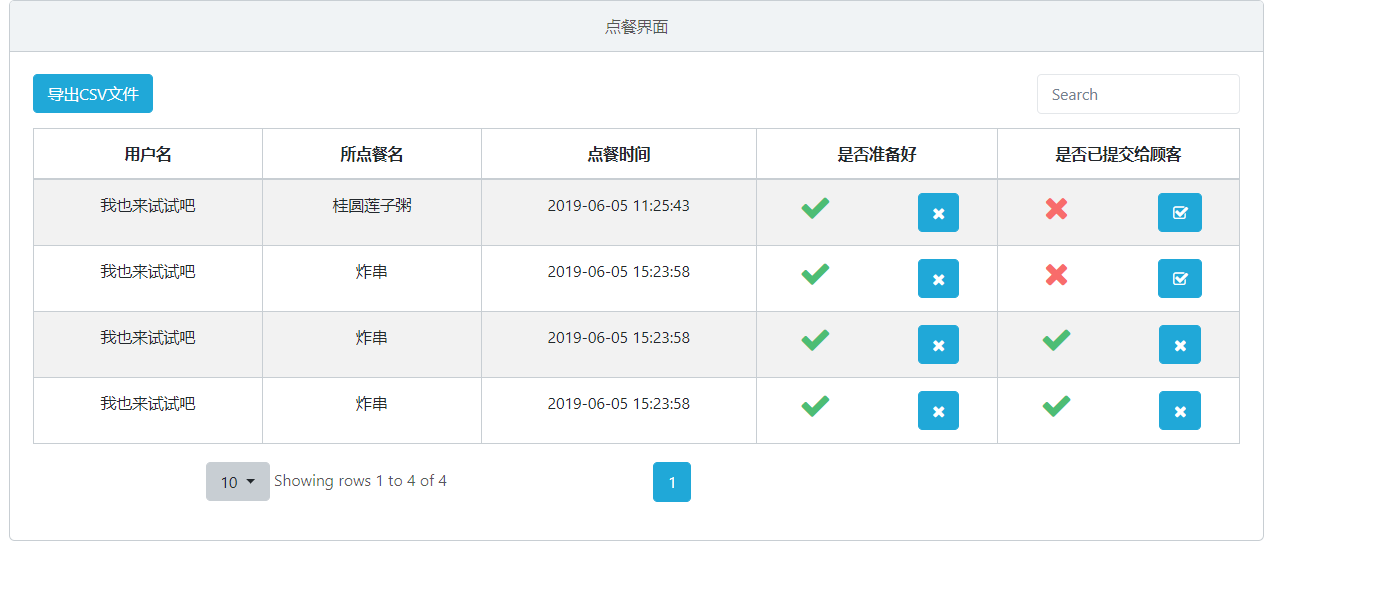 点餐界面
导出CSV文件 Search
用户名 所点餐名 点餐时间 是否准备好 是否已提交给顾客
我也来试试吧 桂圆莲子粥 2019-06-05 11:25:43
我也来试试吧 炸串 2019-06-05 15:23:58
我也来试试吧 炸串 2019-06-05 15:23:58
我也来试试吧 炸串 2019-06-05 15:23:58
10 Showing rows 1 to 4 of 4 1